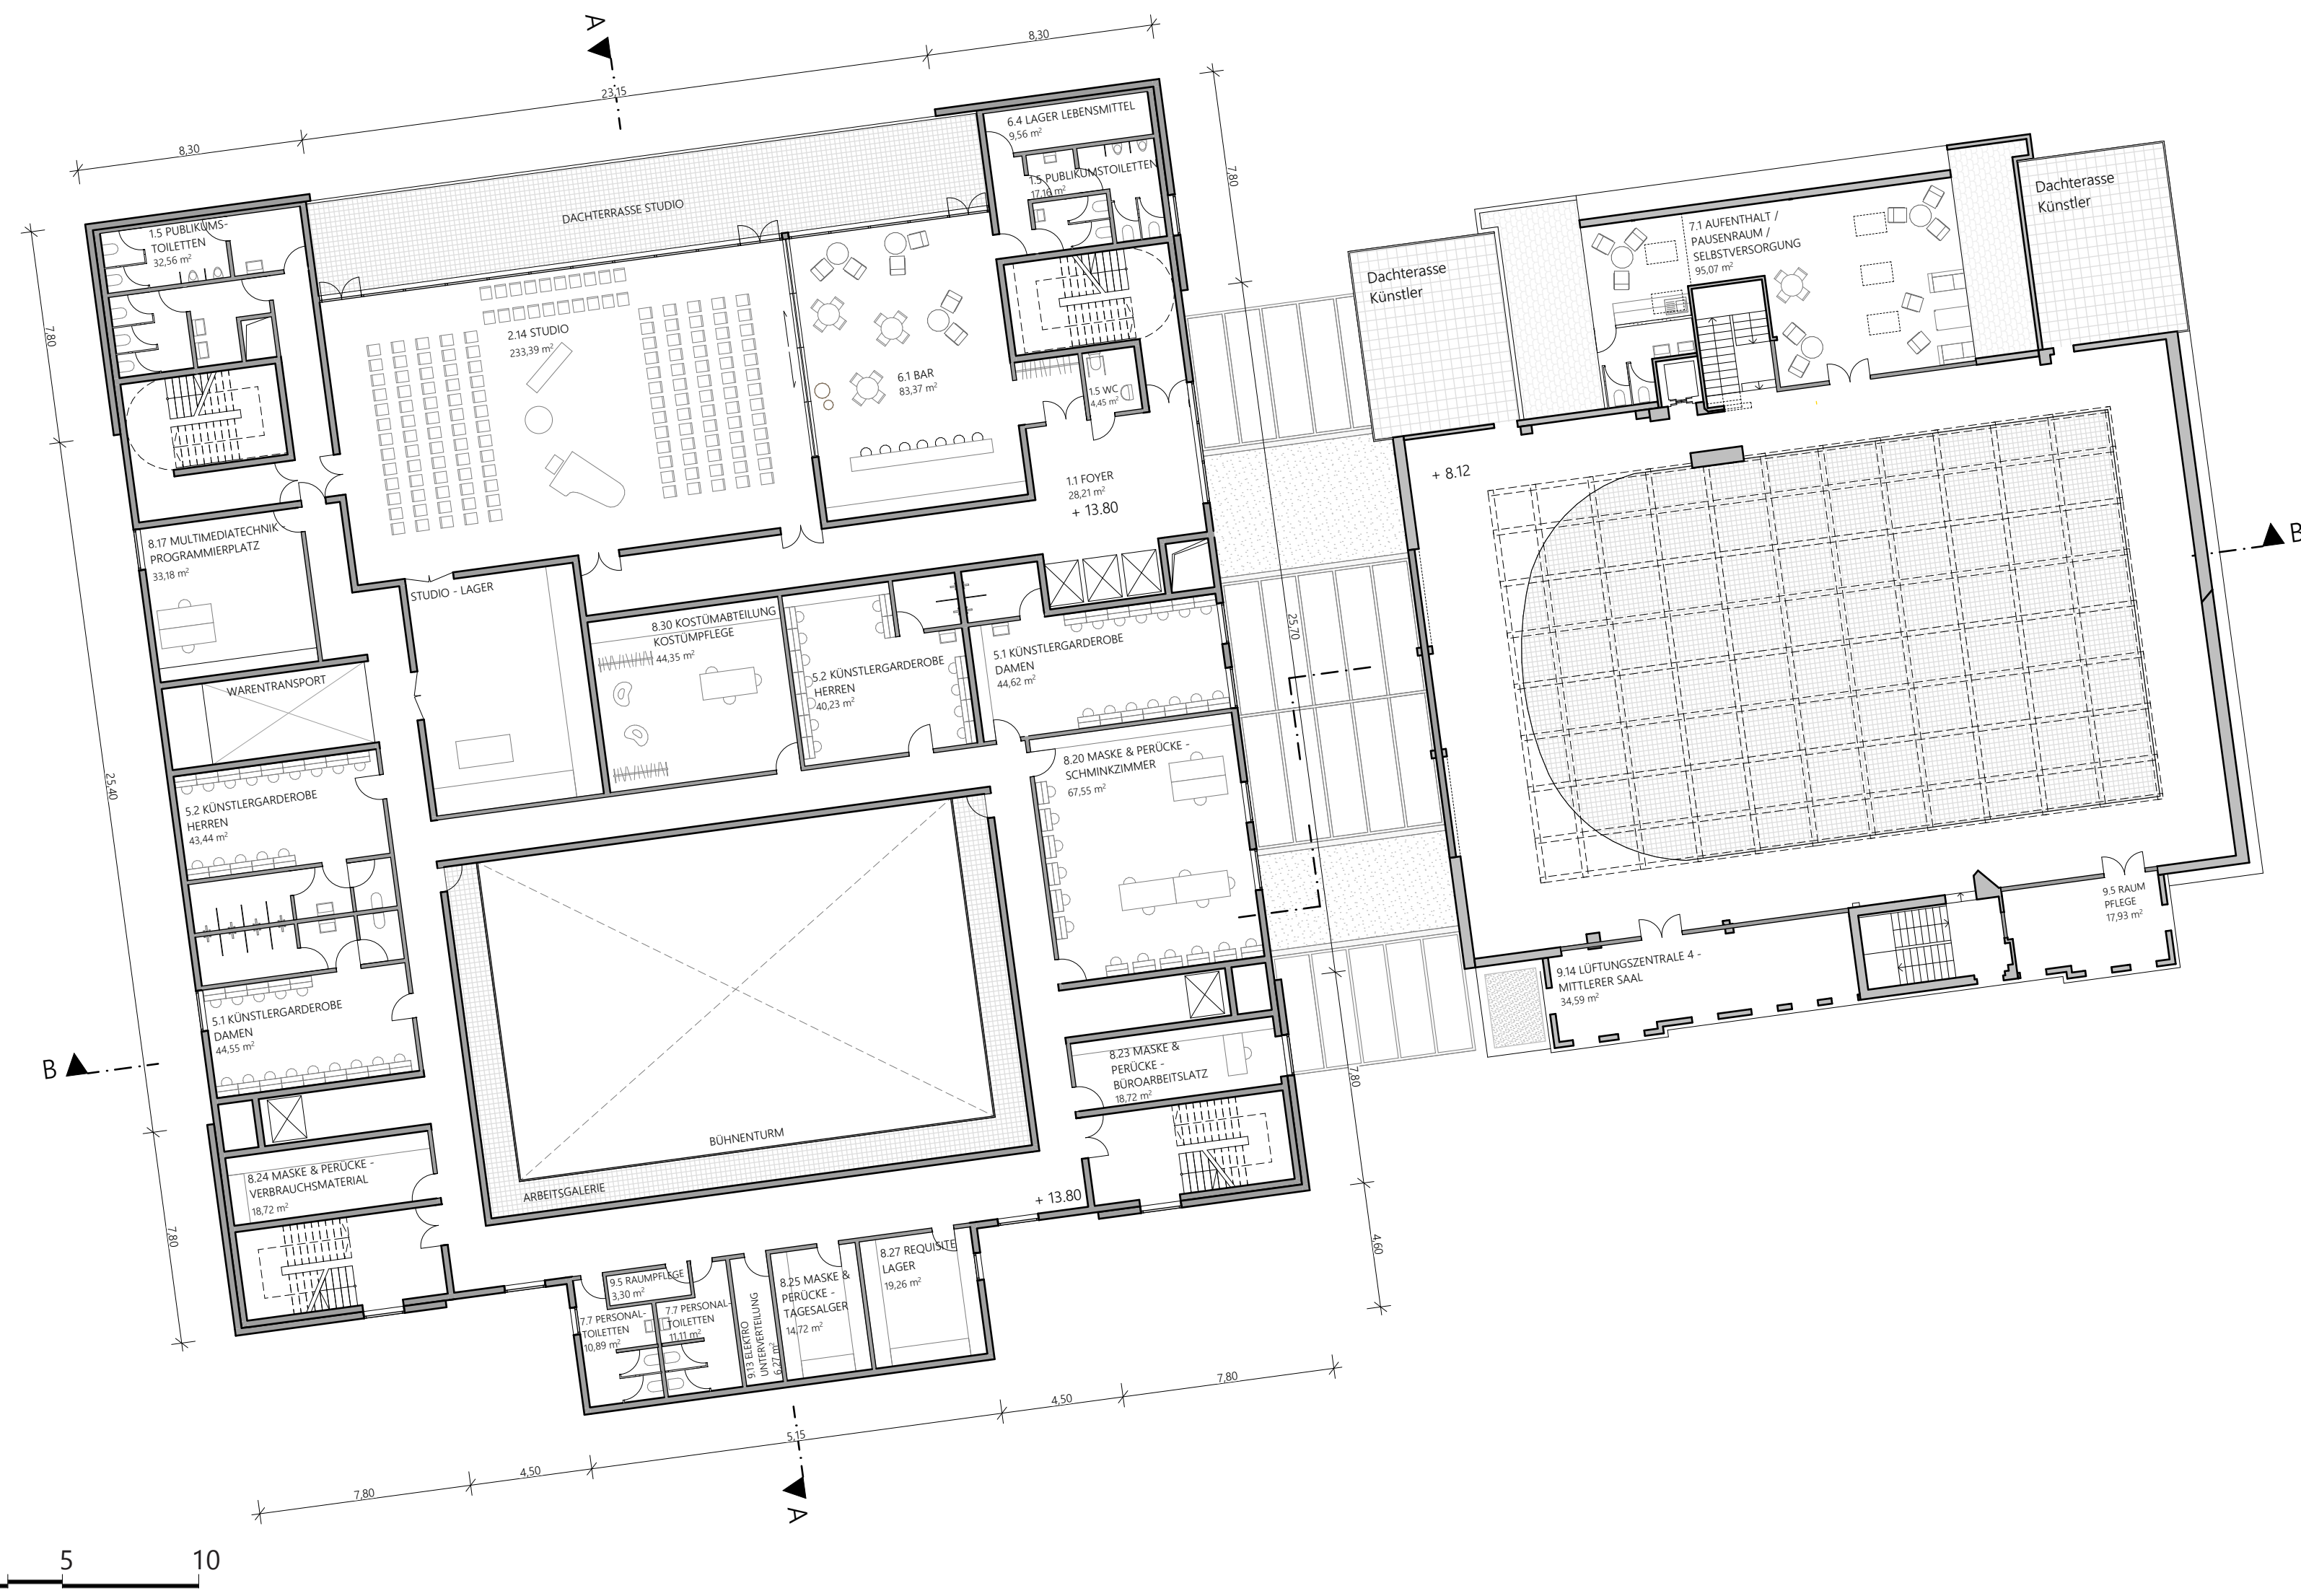 A
8,30
23,15
8,30
7,80
25,40
7,80
7,80
25,70
7,80
4,60
1.5 PUBLIKUMS-
TOILETTEN
32,56 m²
DACHTERRASSE STUDIO
6.4 LAGER LEBENSMITTEL
9,56 m²
1.5 PUBLIKUMSTOILETTEN
17,16 m²
2.14 STUDIO
233,39 m²
6.1 BAR
83,37 m²
1.5 WC
4,45 m²
1.1 FOYER
28,21 m²
+ 13.80
8.17 MULTIMEDIATECHNIK -
PROGRAMMIERPLATZ
33,18 m²
STUDIO - LAGER
WARENTRANSPORT
8.30 KOSTÜMABTEILUNG
KOSTÜMPFLEGE
44,35 m²
5.2 KÜNSTLERGARDEROBE
HERREN
40,23 m²
5.1 KÜNSTLERGARDEROBE
DAMEN
44,62 m²
8.20 MASKE & PERÜCKE -
SCHMINKZIMMER
67,55 m²
5.2 KÜNSTLERGARDEROBE
HERREN
43,44 m²
5.1 KÜNSTLERGARDEROBE
DAMEN
44,55 m²
B
BÜHNENTURM
ARBEITSGALERIE
8.23 MASKE &
PERÜCKE -
BÜROARBEITSLATZ
18,72 m²
8.24 MASKE & PERÜCKE -
VERBRAUCHSMATERIAL
18,72 m²
+ 13.80
9.5 RAUMPFLEGE
3,30 m²
7.7 PERSONAL-
TOILETTEN
10,89 m²
7.7 PERSONAL-
TOILETTEN
11,11 m²
9.13 ELEKTRO
UNTERVERTEILUNG
6,27 m²
8.25 MASKE &
PERÜCKE -
TAGESALGER
14,72 m²
8.27 REQUISITE
LAGER
19,26 m²
7,80
4,50
5,15
4,50
7,80
A
Dachterasse
Künstler
7.1 AUFENTHALT /
PAUSENRAUM /
SELBSTVERSORGUNG
95,07 m²
Dachterasse
Künstler
+ 8.12
B
9.14 LÜFTUNGSZENTRALE 4 -
MITTLERER SAAL
34,59 m²
9.5 RAUM
PFLEGE
17,93 m²
5
10